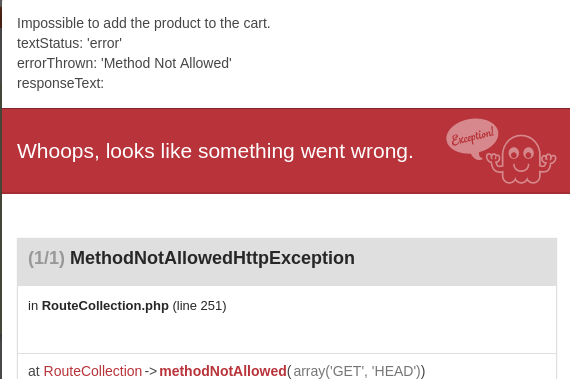 Impossible to add the product to the cart.
textStatus: 'error'
errorThrown: 'Method Not Allowed'
responseText:
Exception!
Whoops, looks like something went wrong.
(1/1) MethodNotAllowedHttpException
in RouteCollection.php (line 251)
at RouteCollection->methodNotAllowed(array('GET', 'HEAD'))